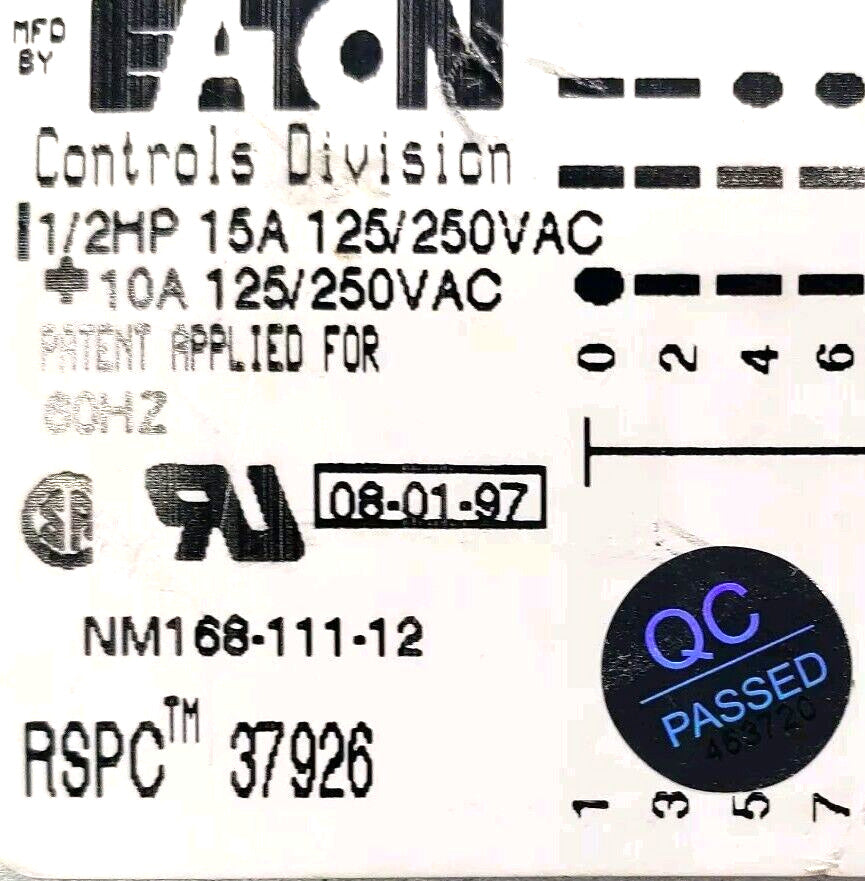 MFD
BY
EATON
Controls Division
1/2HP 15A 125/250VAC
10A 125/250VAC
PATENT APPLIED FOR
60HZ
0 2 4 6
08-01-97
NM168-111-12
QC
PASSED
463720
RSPC™ 37926
1 3 5 7